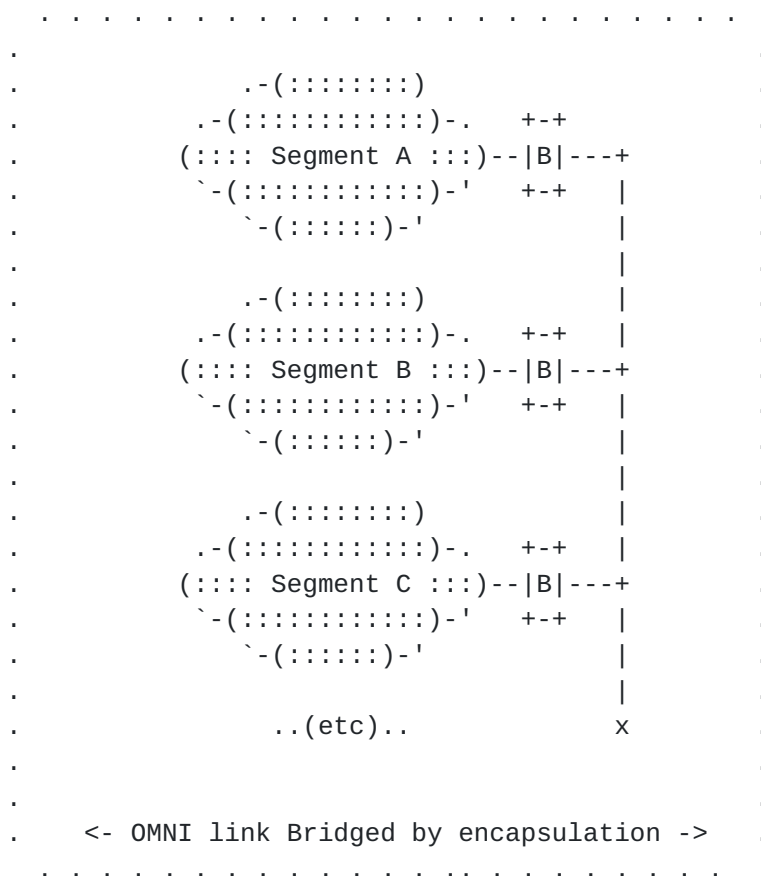 . . . . . . . . . . . . . . . . . . . . . . .
.                                                .
.              .-(::::::::)                      .
.           .-(::::::::::::)-.   +-+             .
.          (:::: Segment A :::)--|B|---+         .
.           `-(::::::::::::)-'   +-+   |         .
.              `-(::::::)-'            |         .
.                                      |         .
.              .-(::::::::)            |         .
.           .-(::::::::::::)-.   +-+   |         .
.          (:::: Segment B :::)--|B|---+         .
.           `-(::::::::::::)-'   +-+   |         .
.              `-(::::::)-'            |         .
.                                      |         .
.              .-(::::::::)            |         .
.           .-(::::::::::::)-.   +-+   |         .
.          (:::: Segment C :::)--|B|---+         .
.           `-(::::::::::::)-'   +-+   |         .
.              `-(::::::)-'            |         .
.                                      |         .
.                ..(etc)..             x         .
.                                                .
.                                                .
.    <- OMNI link Bridged by encapsulation ->    .
. . . . . . . . . . . . . .. . . . . . . . .